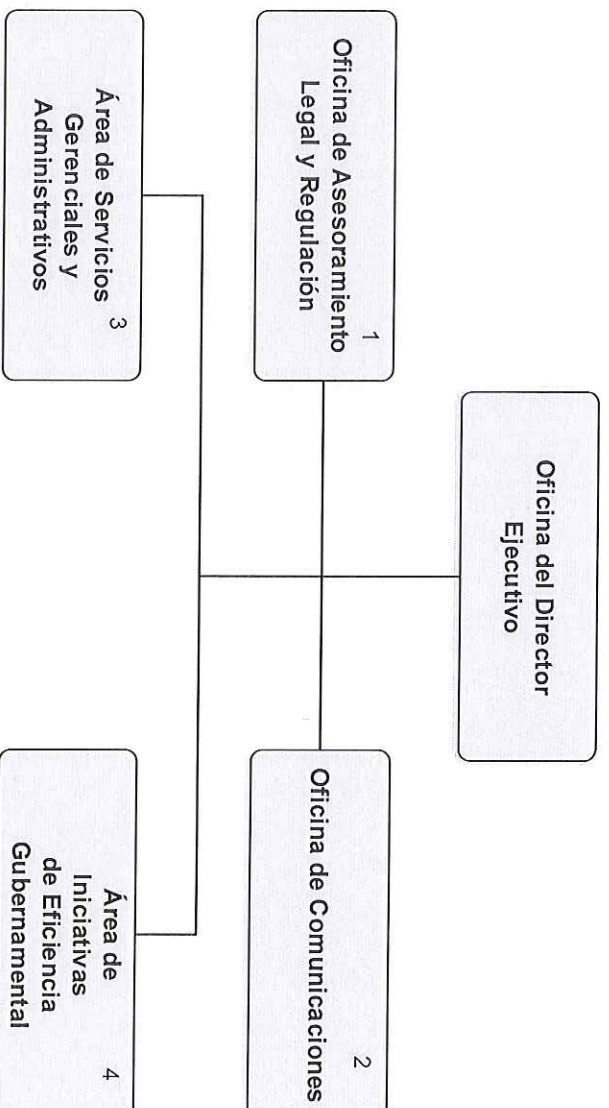 Oficina del Director
Ejecutivo
1
Oficina de Asesoramiento
Legal y Regulación
2
Oficina de Comunicaciones
3
Área de Servicios
Gerenciales y
Administrativos
4
Área de
Iniciativas
de Eficiencia
Gubernamental